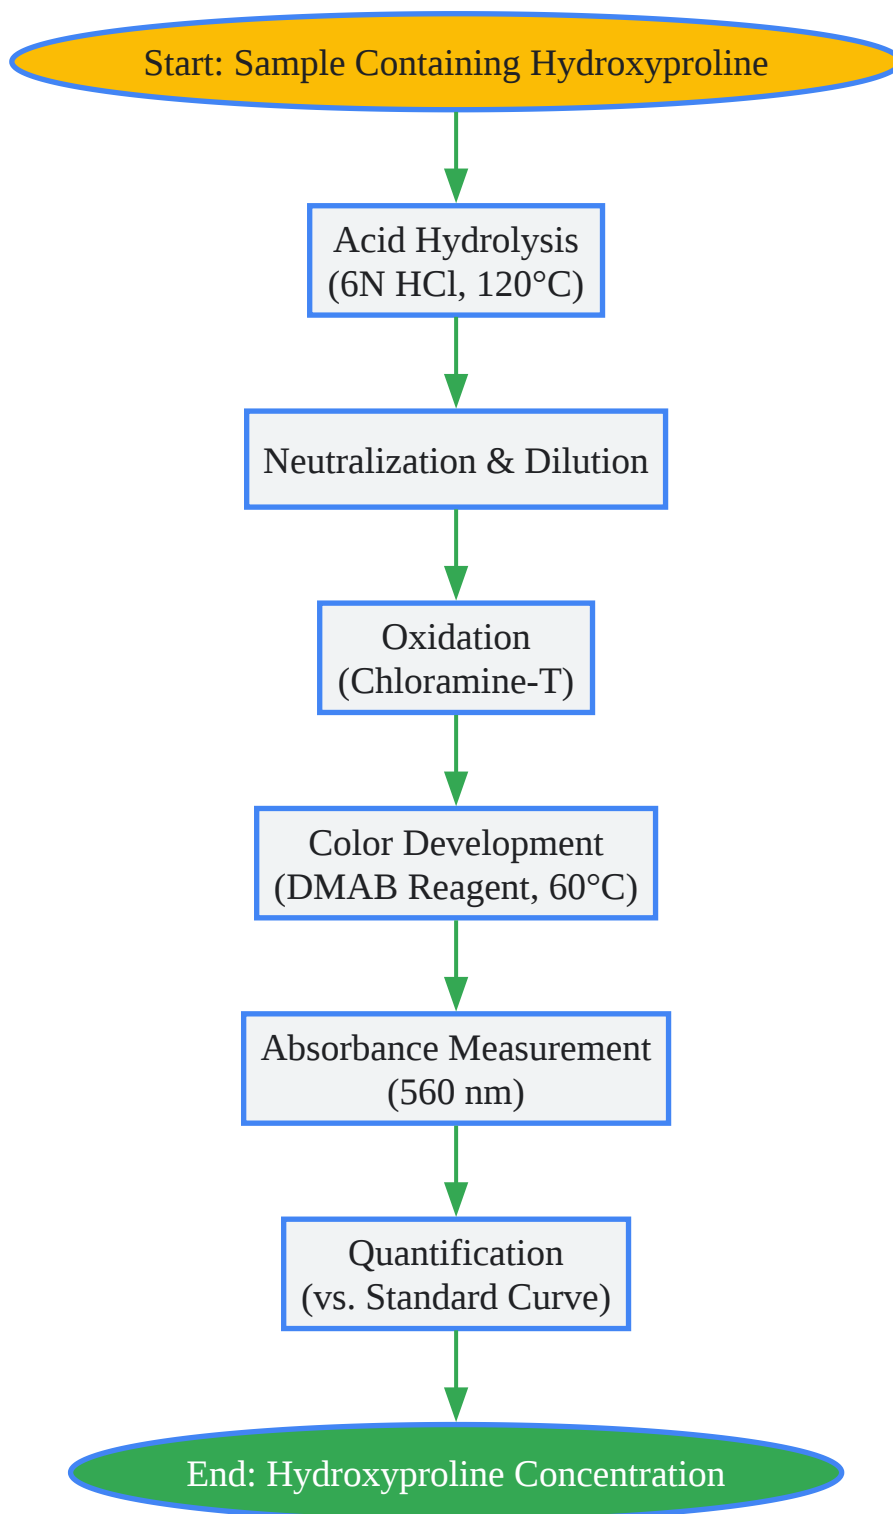 Start: Sample Containing Hydroxyproline
Acid Hydrolysis
(6N HCl, 120°C)
Neutralization & Dilution
Oxidation
(Chloramine-T)
Color Development
(DMAB Reagent, 60°C)
Absorbance Measurement
(560 nm)
Quantification
(vs. Standard Curve)
End: Hydroxyproline Concentration